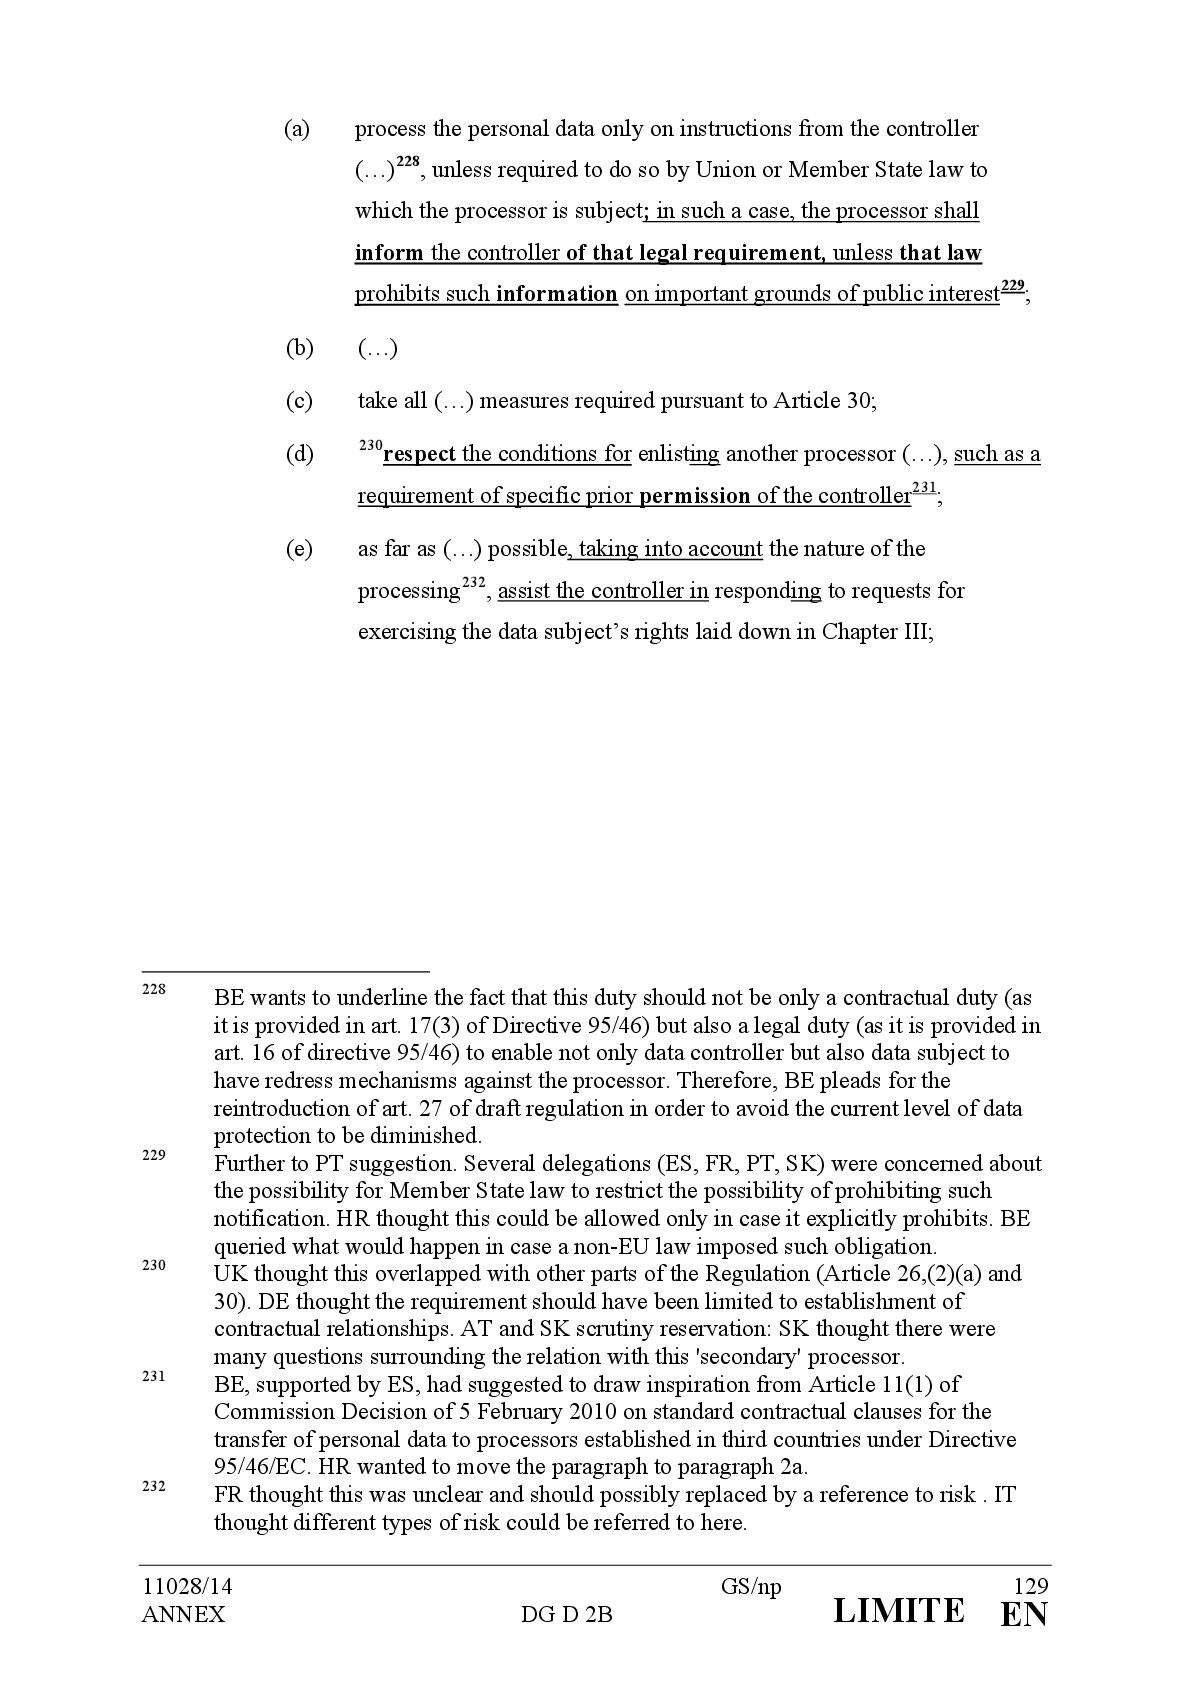 (a) process the personal data only on instructions from the controller
(…)228, unless required to do so by Union or Member State law to
which the processor is subject; in such a case, the processor shall
inform the controller of that legal requirement, unless that law
prohibits such information on important grounds of public interest229;
(b) (…)
(c) take all (…) measures required pursuant to Article 30;
(d) 230respect the conditions for enlisting another processor (…), such as a
requirement of specific prior permission of the controller231;
(e) as far as (…) possible, taking into account the nature of the
processing232, assist the controller in responding to requests for
exercising the data subject’s rights laid down in Chapter III;
228 BE wants to underline the fact that this duty should not be only a contractual duty (as
it is provided in art. 17(3) of Directive 95/46) but also a legal duty (as it is provided in
art. 16 of directive 95/46) to enable not only data controller but also data subject to
have redress mechanisms against the processor. Therefore, BE pleads for the
reintroduction of art. 27 of draft regulation in order to avoid the current level of data
protection to be diminished.
229 Further to PT suggestion. Several delegations (ES, FR, PT, SK) were concerned about
the possibility for Member State law to restrict the possibility of prohibiting such
notification. HR thought this could be allowed only in case it explicitly prohibits. BE
queried what would happen in case a non-EU law imposed such obligation.
230 UK thought this overlapped with other parts of the Regulation (Article 26,(2)(a) and
30). DE thought the requirement should have been limited to establishment of
contractual relationships. AT and SK scrutiny reservation: SK thought there were
many questions surrounding the relation with this 'secondary' processor.
231 BE, supported by ES, had suggested to draw inspiration from Article 11(1) of
Commission Decision of 5 February 2010 on standard contractual clauses for the
transfer of personal data to processors established in third countries under Directive
95/46/EC. HR wanted to move the paragraph to paragraph 2a.
232 FR thought this was unclear and should possibly replaced by a reference to risk . IT
thought different types of risk could be referred to here.
11028/14 GS/np 129
ANNEX DG D 2B LIMITE EN